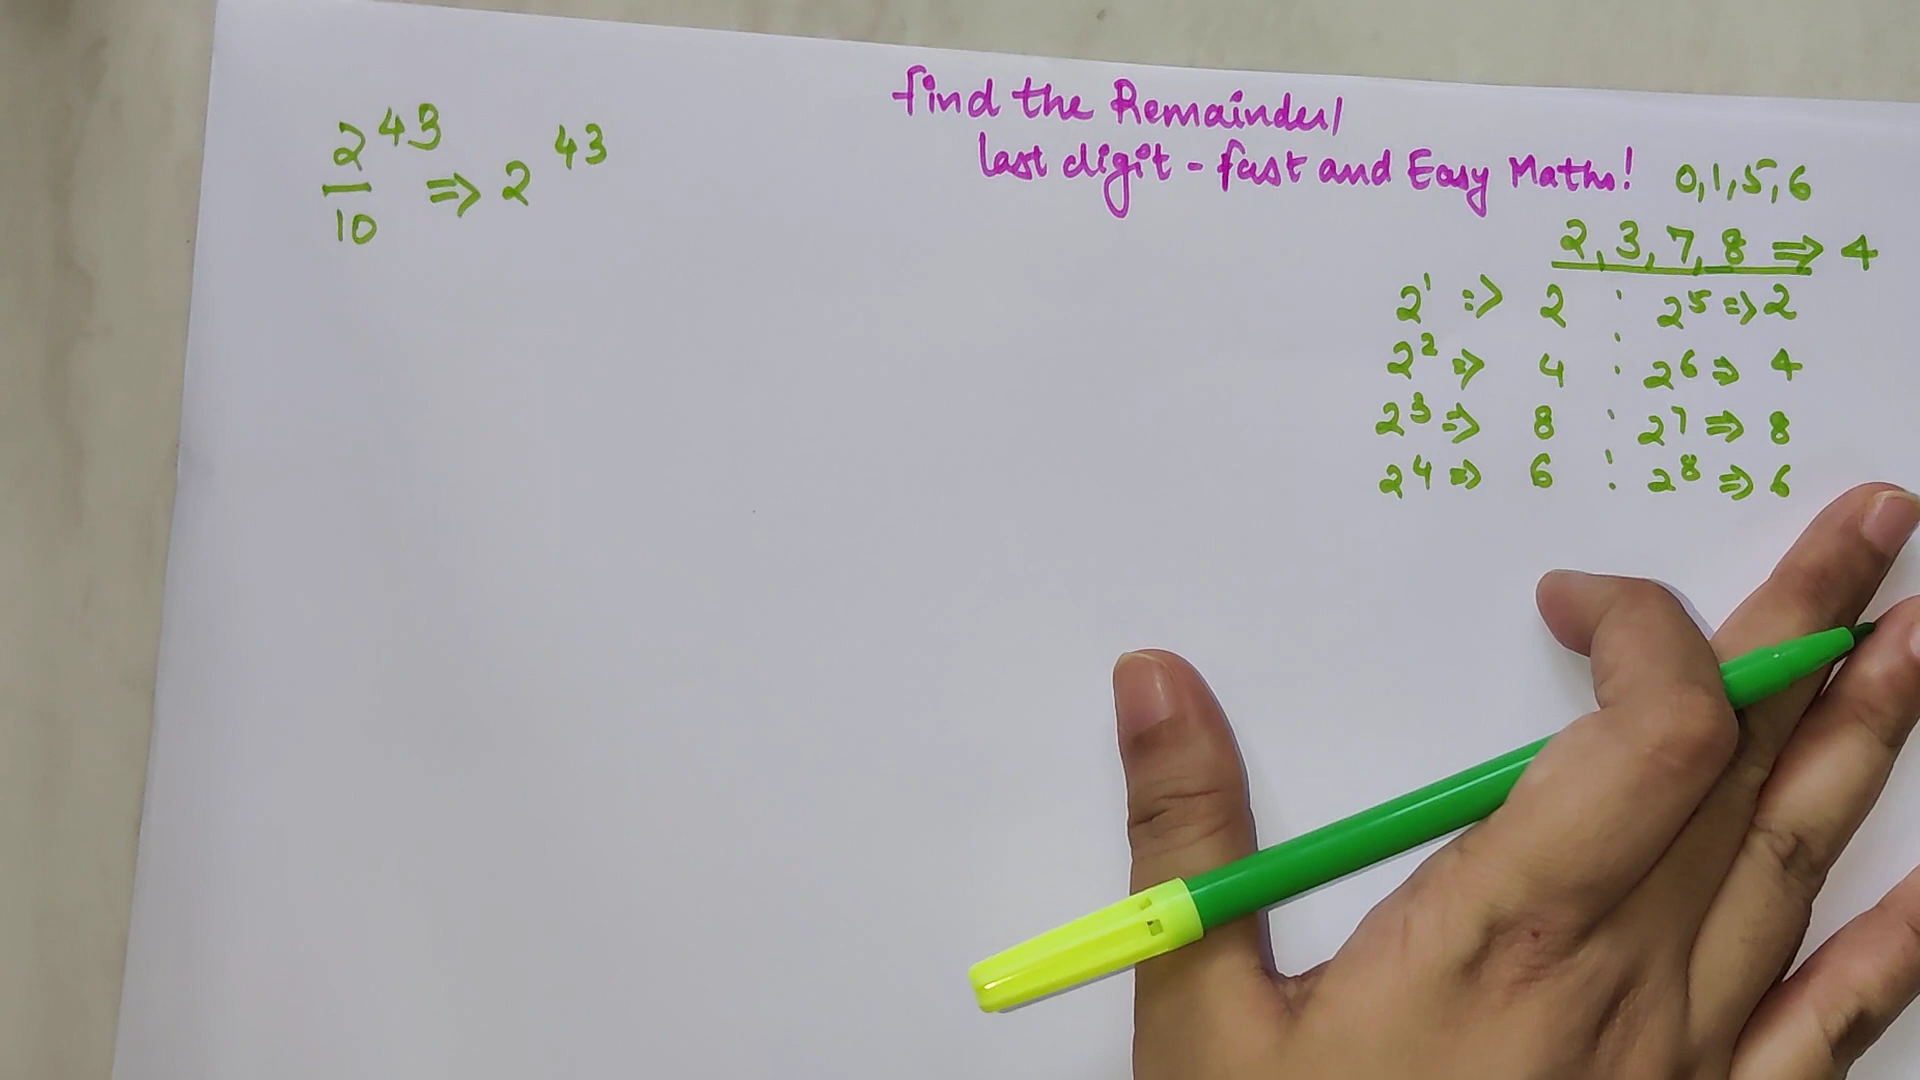 find the Remainder/
last digit - fast and Easy Maths!
2^43/10 ⇒ 2^43
0,1,5,6
2,3,7,8 ⇒ 4
2^1 ⇒ 2 : 2^5 ⇒ 2
2^2 ⇒ 4 : 2^6 ⇒ 4
2^3 ⇒ 8 : 2^7 ⇒ 8
2^4 ⇒ 6 : 2^8 ⇒ 6